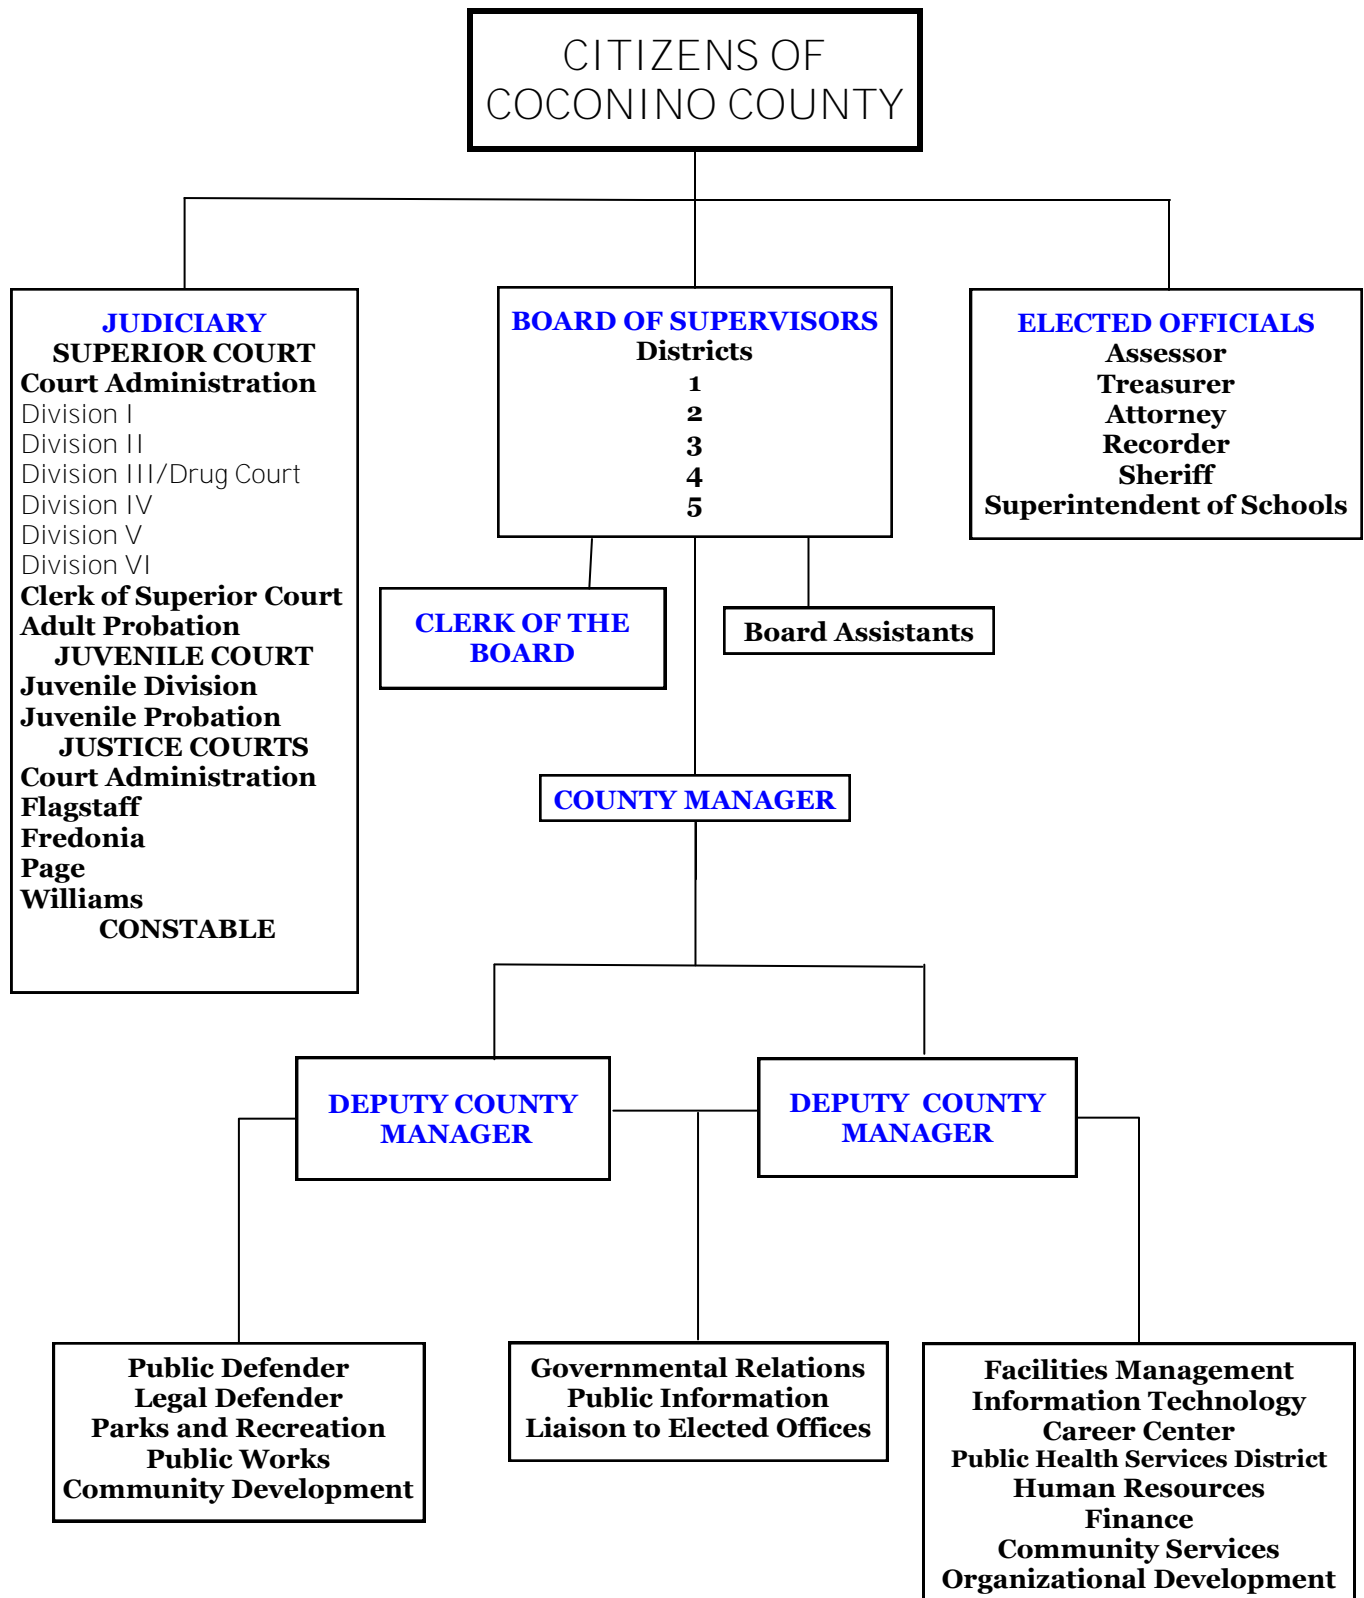 CITIZENS OF
COCONINO COUNTY
JUDICIARY
SUPERIOR COURT
Court Administration
Division I
Division II
Division III/Drug Court
Division IV
Division V
Division VI
Clerk of Superior Court
Adult Probation
JUVENILE COURT
Juvenile Division
Juvenile Probation
JUSTICE COURTS
Court Administration
Flagstaff
Fredonia
Page
Williams
CONSTABLE
BOARD OF SUPERVISORS
Districts
1
2
3
4
5
ELECTED OFFICIALS
Assessor
Treasurer
Attorney
Recorder
Sheriff
Superintendent of Schools
CLERK OF THE
BOARD
Board Assistants
COUNTY MANAGER
DEPUTY COUNTY
MANAGER
DEPUTY  COUNTY
MANAGER
Public Defender
Legal Defender
Parks and Recreation
Public Works
Community Development
Governmental Relations
Public Information
Liaison to Elected Offices
Facilities Management
Information Technology
Career Center
Public Health Services District
Human Resources
Finance
Community Services
Organizational Development